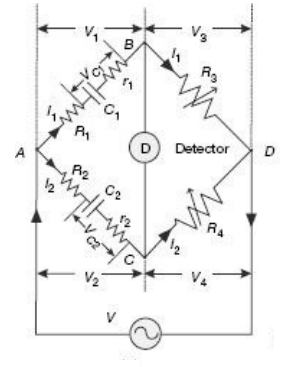 V1 V3
B
I1
VC1 r1
R3
C1
I1
R1
A D Detector D
R2
I2 C2
r2 R4
VC2
C I2
V2 V4
V